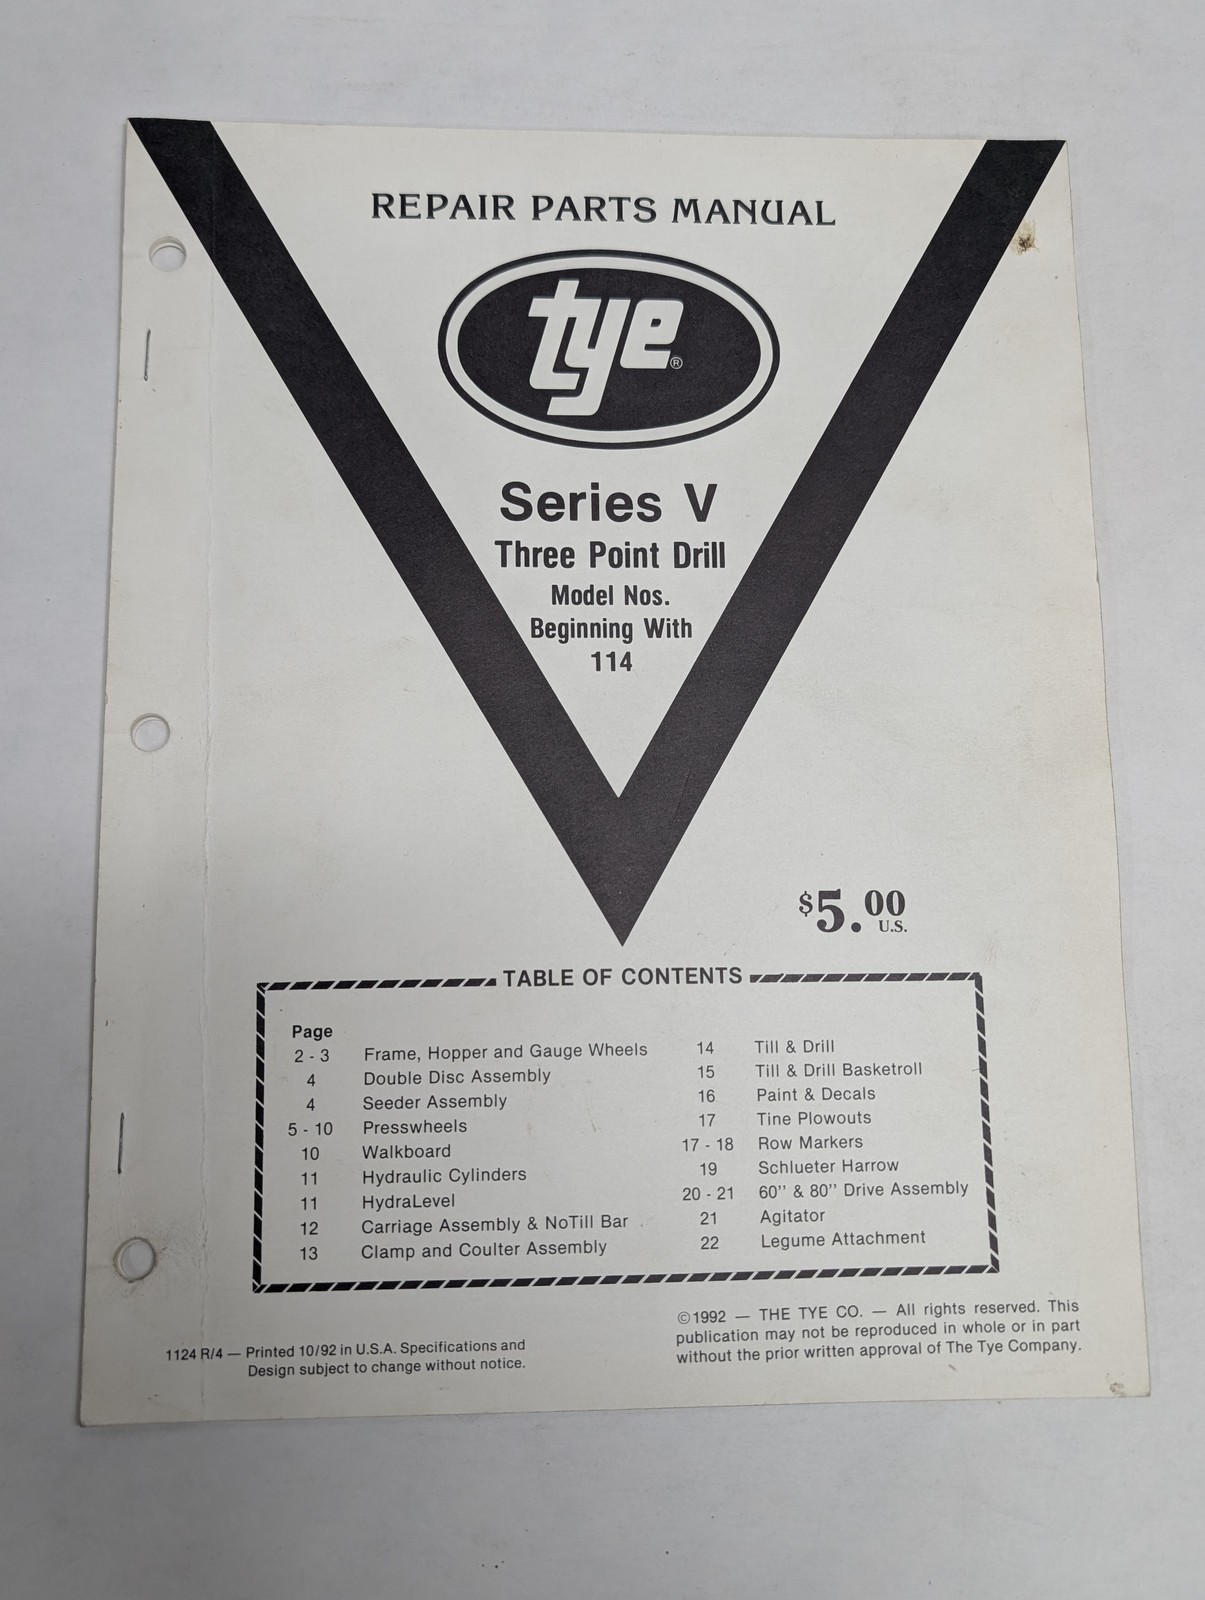 REPAIR PARTS MANUAL
tye®
Series V
Three Point Drill
Model Nos.
Beginning With
114
$5.00
U.S.
TABLE OF CONTENTS
Page
2 - 3 Frame, Hopper and Gauge Wheels
4 Double Disc Assembly
4 Seeder Assembly
5 - 10 Presswheels
10 Walkboard
11 Hydraulic Cylinders
11 HydraLevel
12 Carriage Assembly & NoTill Bar
13 Clamp and Coulter Assembly
14 Till & Drill
15 Till & Drill Basketroll
16 Paint & Decals
17 Tine Plowouts
17 - 18 Row Markers
19 Schlueter Harrow
20 - 21 60'' & 80'' Drive Assembly
21 Agitator
22 Legume Attachment
1124 R/4 — Printed 10/92 in U.S.A. Specifications and
Design subject to change without notice.
©1992 — THE TYE CO. — All rights reserved. This
publication may not be reproduced in whole or in part
without the prior written approval of The Tye Company.